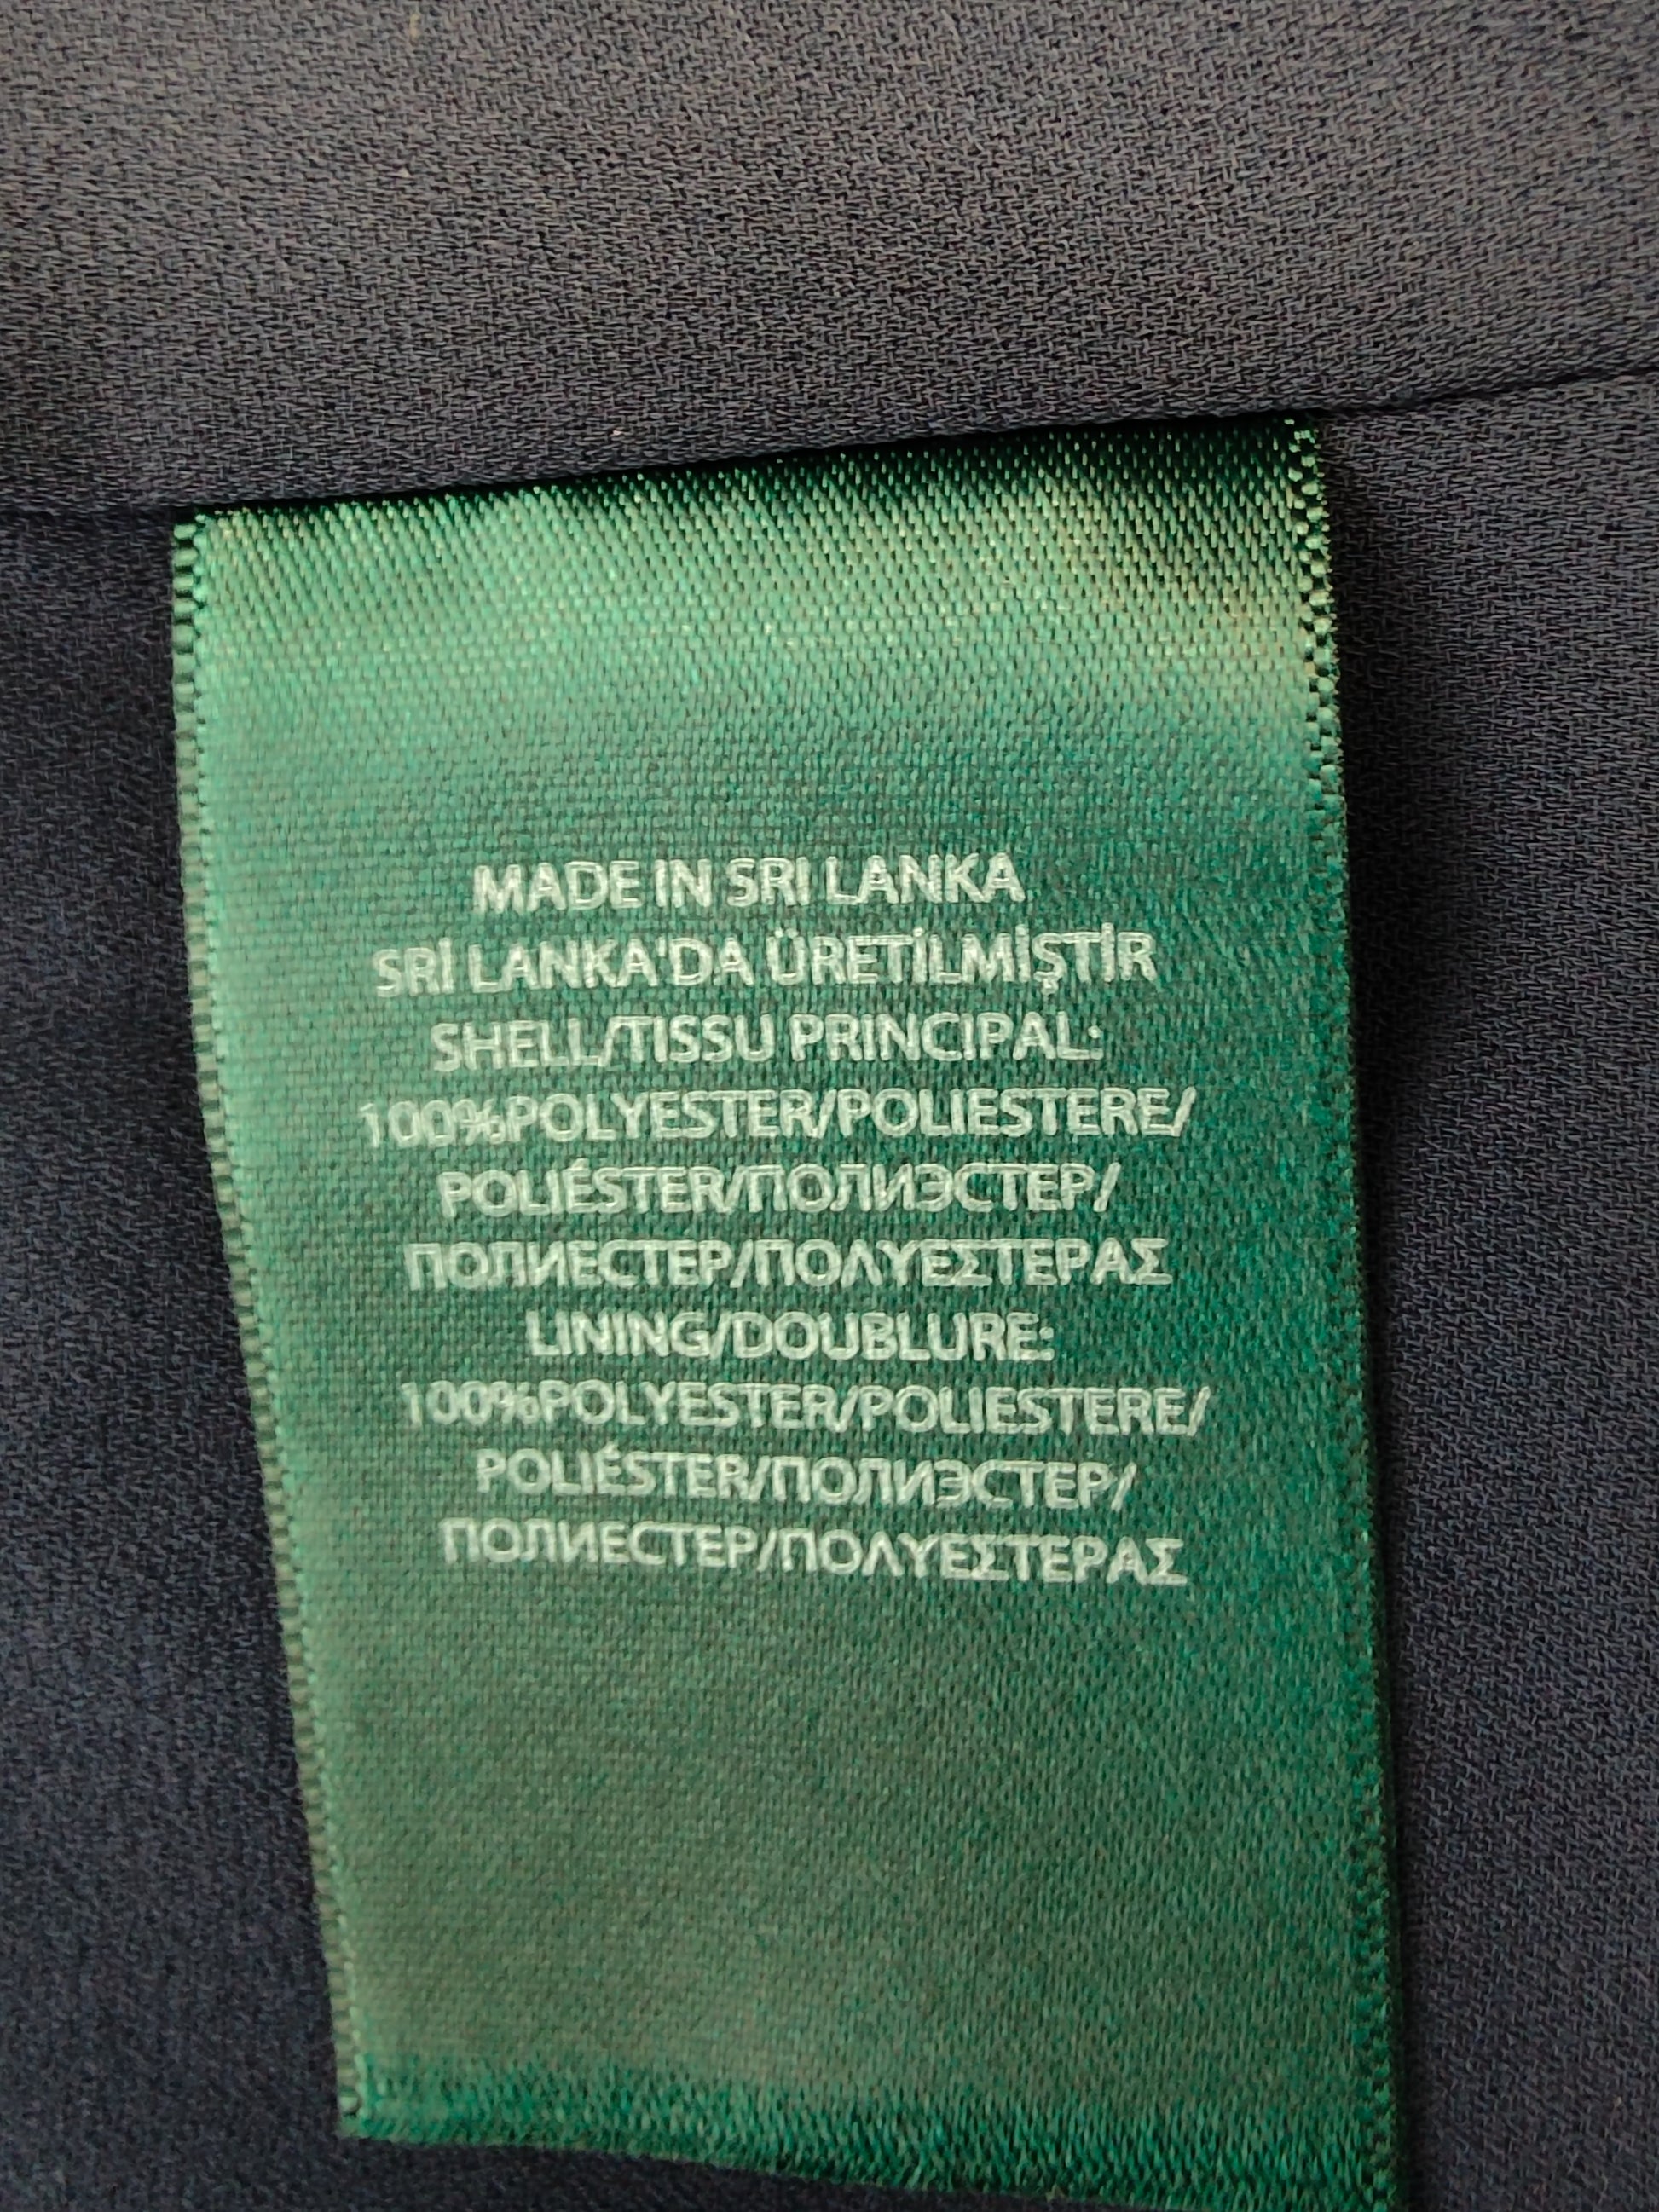 MADE IN SRI LANKA
SRİ LANKA'DA ÜRETİLMİŞTİR
SHELL/TISSU PRINCIPAL:
100%POLYESTER/POLIESTERE/
POLIÉSTER/ПОЛИЭСТЕР/
ПОЛИЕСТЕР/ΠΟΛΥΕΣΤΕΡΑΣ
LINING/DOUBLURE:
100%POLYESTER/POLIESTERE/
POLIÉSTER/ПОЛИЭСТЕР/
ПОЛИЕСТЕР/ΠΟΛΥΕΣΤΕΡΑΣ